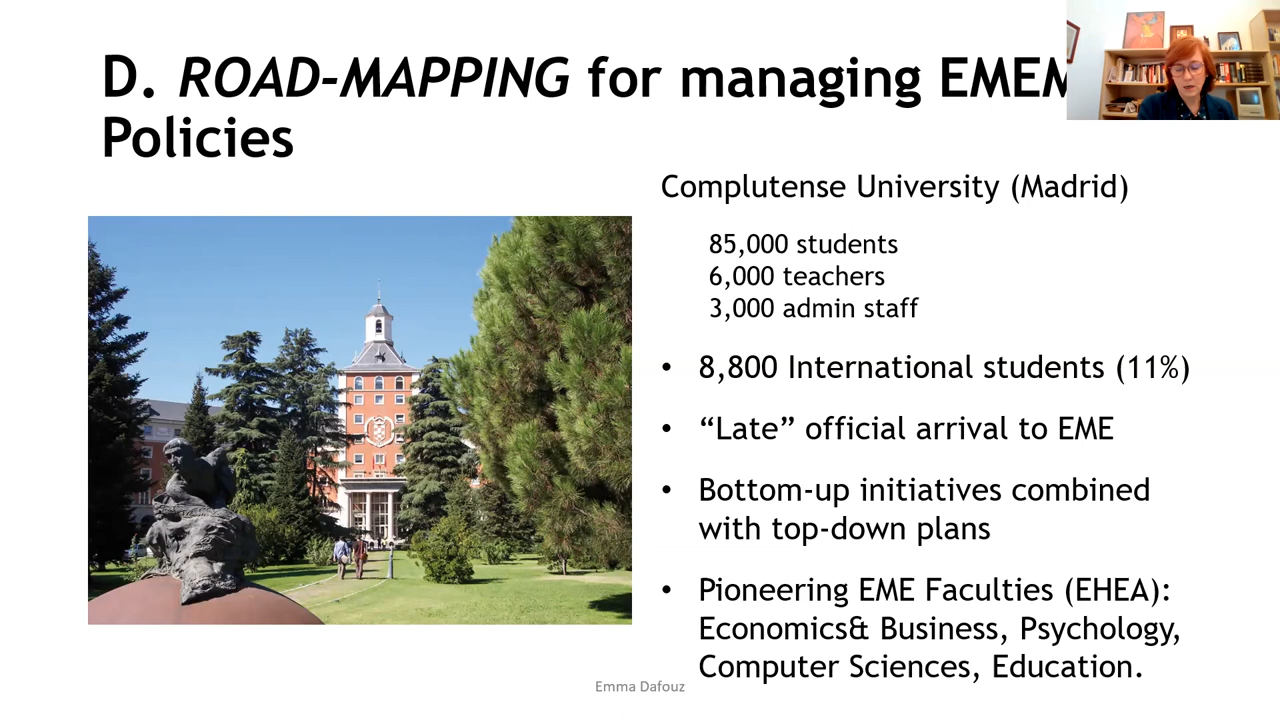 D. ROAD-MAPPING for managing EMEM
Policies
Complutense University (Madrid)
85,000 students
6,000 teachers
3,000 admin staff
• 8,800 International students (11%)
• “Late” official arrival to EME
• Bottom-up initiatives combined
with top-down plans
• Pioneering EME Faculties (EHEA):
Economics& Business, Psychology,
Computer Sciences, Education.
Emma Dafouz